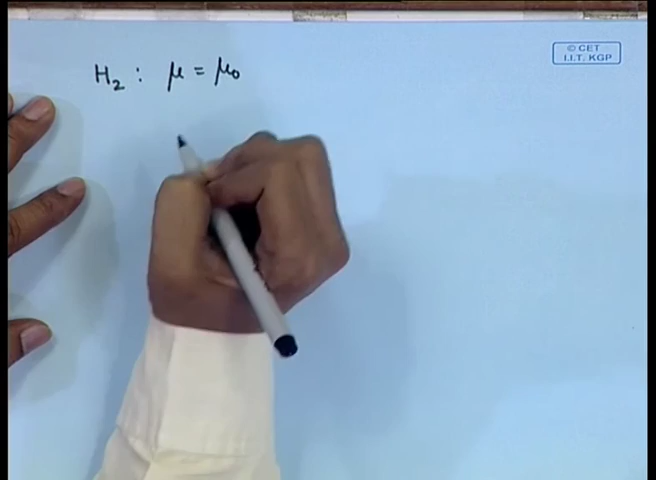 H₂ : μ = μ₀
© CET
I.I.T. KGP